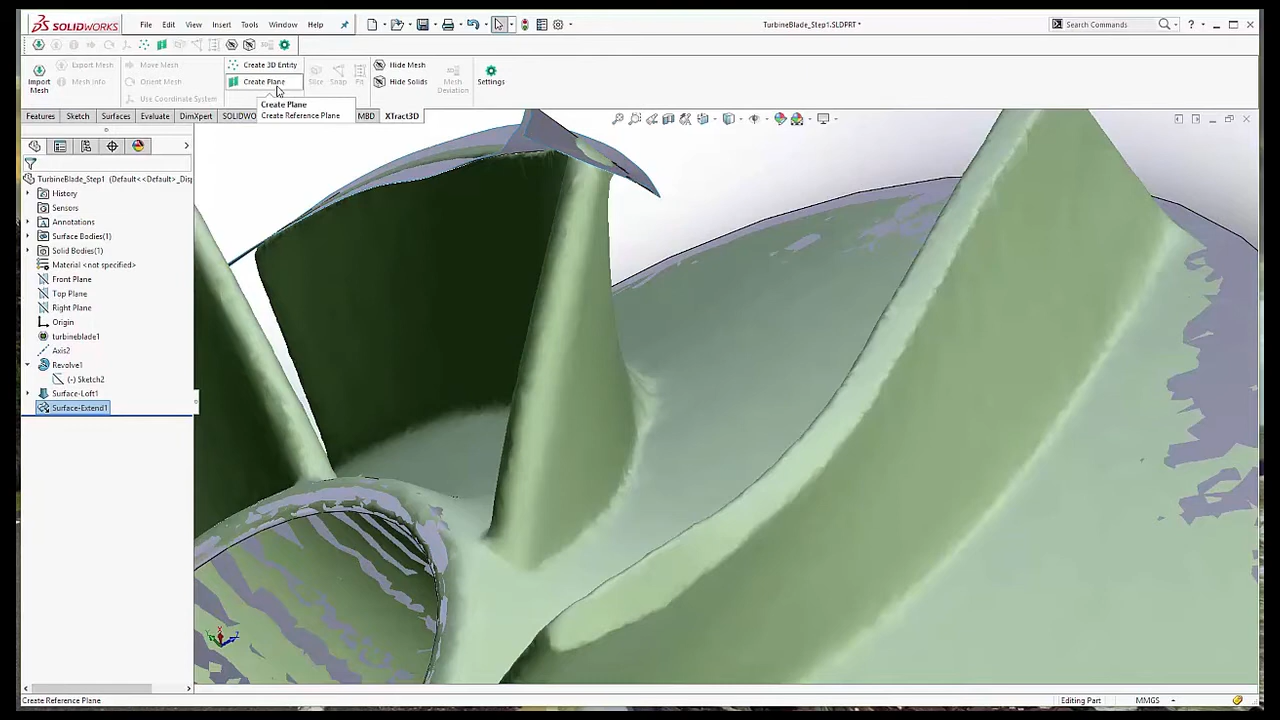 SOLIDWORKS File Edit View Insert Tools Window Help TurbineBlade_Step1.SLDPRT * Search Commands
Import Mesh
Export Mesh
Mesh Info
Move Mesh
Orient Mesh
Use Coordinate System
Create 3D Entity
Create Plane
Slice Snap Fit
Hide Mesh
Hide Solids
Mesh Deviation
Settings
Create Plane
Create Reference Plane
Features Sketch Surfaces Evaluate DimXpert SOLIDWO MBD XTract3D
TurbineBlade_Step1 (Default<<Default>_Disp
History
Sensors
Annotations
Surface Bodies(1)
Solid Bodies(1)
Material <not specified>
Front Plane
Top Plane
Right Plane
Origin
turbineblade1
Axis2
Revolve1
(-) Sketch2
Surface-Loft1
Surface-Extend1
Create Reference Plane Editing Part MMGS